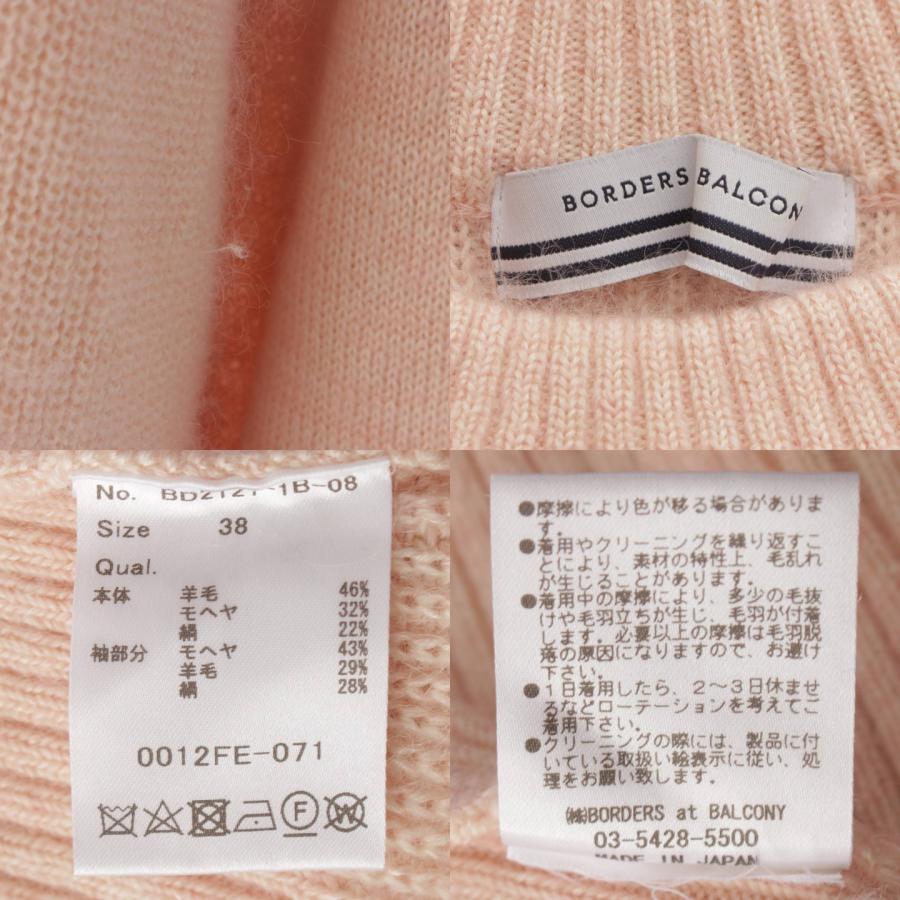 BORDERS BALCONY
No. BD2121-1B-08
Size 38
Qual.
本体 羊毛 46%
モヘヤ 32%
絹 22%
袖部分 モヘヤ 43%
羊毛 29%
絹 28%
0012FE-071
●摩擦により色が移る場合がありま
す。
●着用やクリーニングを繰り返すこ
とにより、素材の特性上、毛乱れ
が生じることがあります。
●着用中の摩擦により、多少の毛抜
けや毛羽立ちが生じ、毛羽が付着
します。必要以上の摩擦は毛羽脱
落の原因になりますので、お避け
下さい。
●1日着用したら、2～3日休ませ
るなどローテーションを考えてご
着用下さい。
●クリーニングの際には、製品に付
いている取扱い絵表示に従い、処
理をお願い致します。
㈱BORDERS at BALCONY
03-5428-5500
MADE IN JAPAN